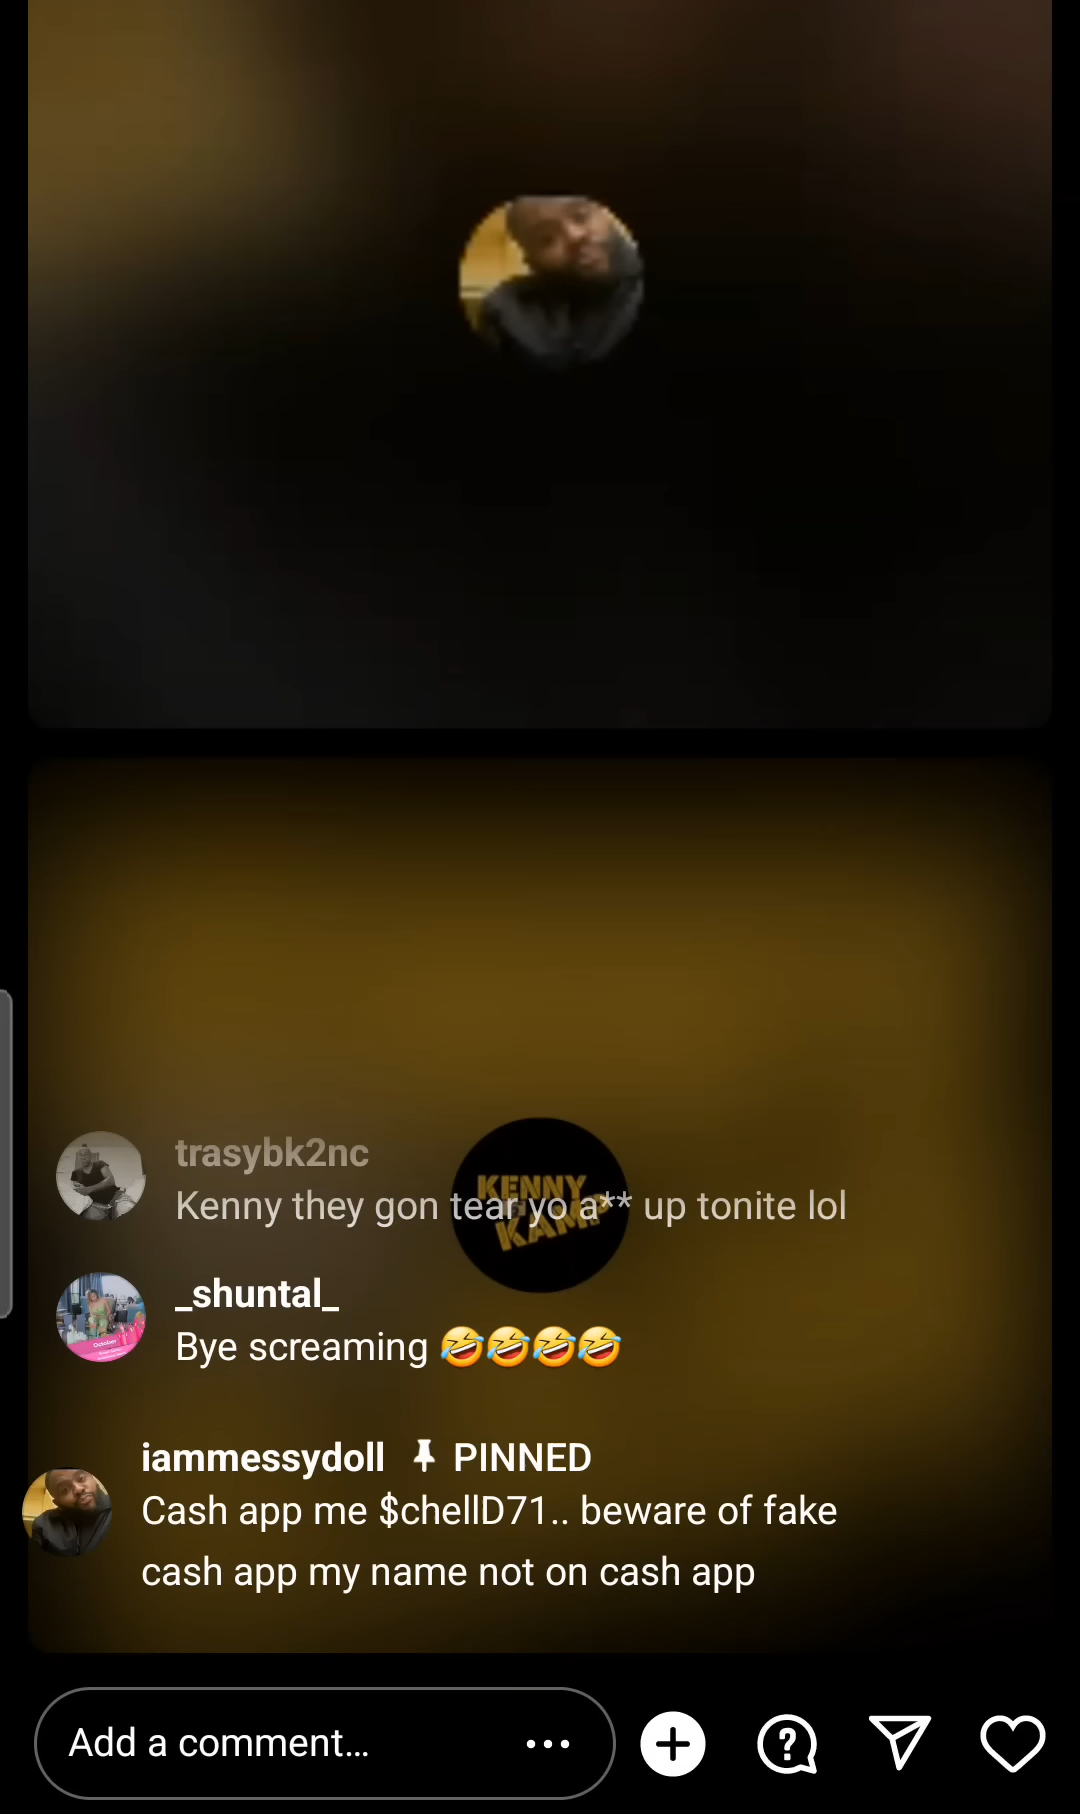 trasybk2nc
Kenny they gon tear yo a** up tonite lol
KENNY
KAMP
_shuntal_
Bye screaming 🤣🤣🤣🤣
iammessydoll PINNED
Cash app me $chellD71.. beware of fake
cash app my name not on cash app
Add a comment...